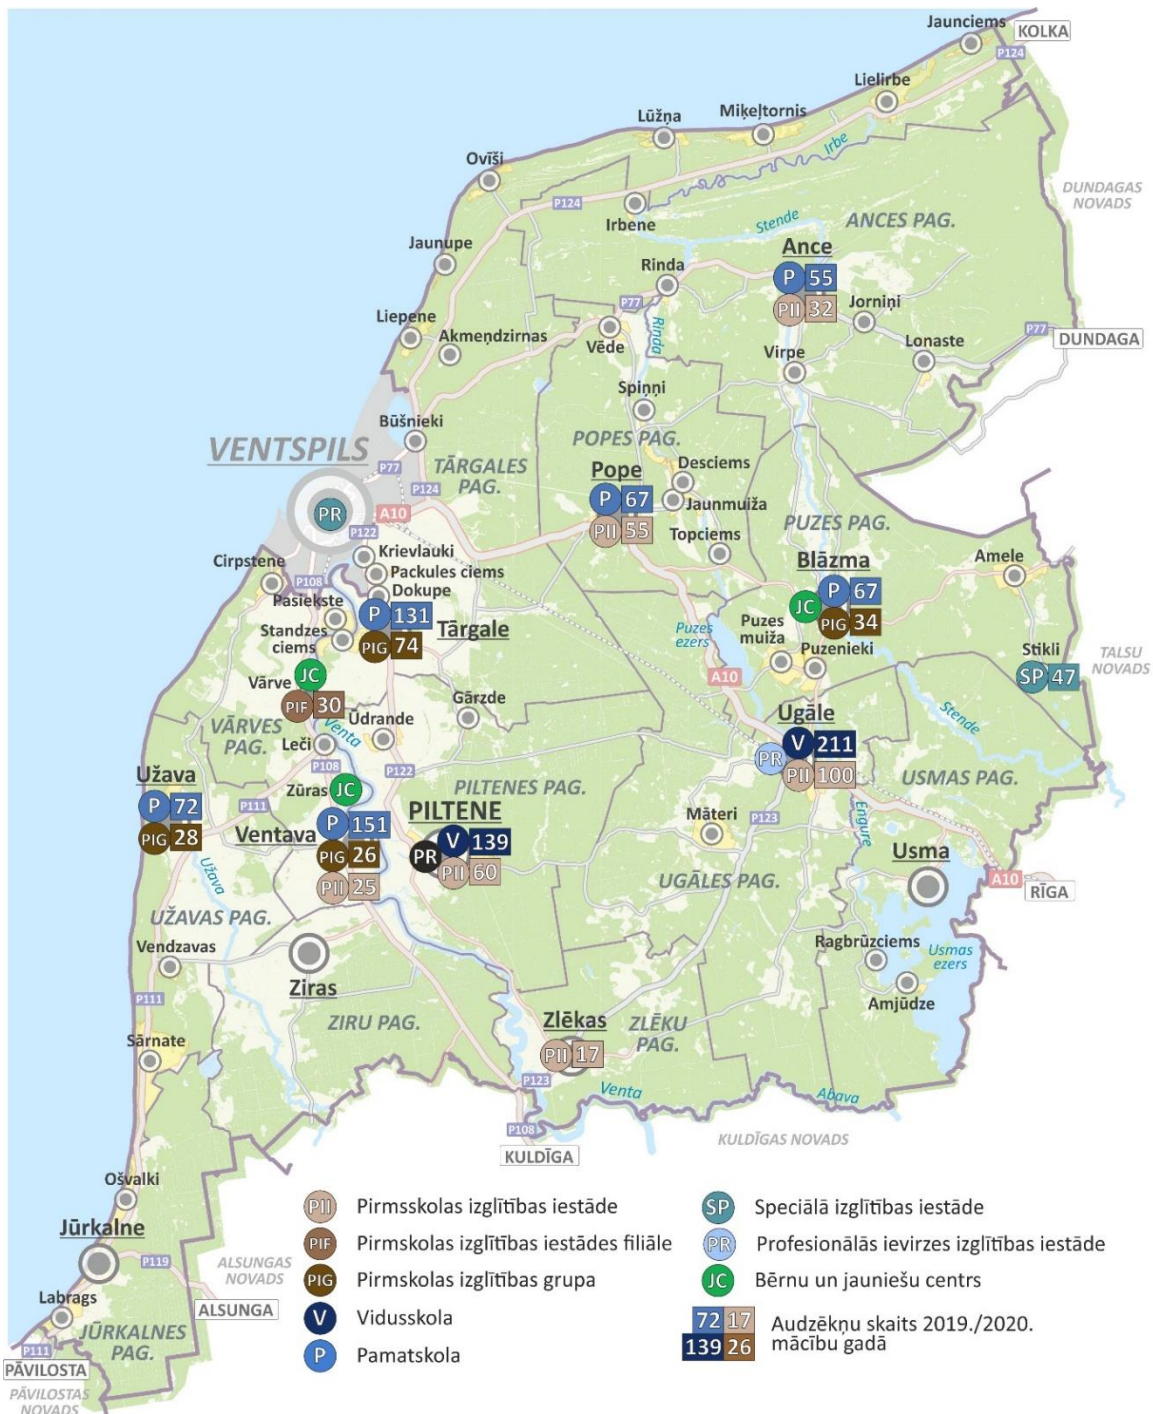 Jaunciems
KOLKA
P124
Lielirbe
Miķeļtornis
Lūžņa
Irbe
Ovīši
DUNDAGAS
NOVADS
P124
Irbene
Stende
ANCES PAG.
Ance
Jaunupe
Rinda
P 55
PII 32
Jorniņi
P77
Liepene
Akmeņdzirnas
Vēde
Rinda
Virpe
Lonaste
P77
DUNDAGA
Spiņņi
Būšnieki
VENTSPILS
POPES PAG.
TĀRGALES
PAG.
P77
P124
Pope
Desciems
P 67
Jaunmuiža
PII 55
PR
A10
P122
PUZES PAG.
Topciems
Krievlauki
Packules ciems
Dokupe
Cirpstene
P108
Blāzma
Amele
Pasiekste
P 131
JC
P 67
PIG 34
Standzes
ciems
Tārgale
PIG 74
Puzes
ezers
Puzes
muiža
Puzenieki
Stikli
SP 47
TALSU
NOVADS
JC
Vārve
PIF 30
A10
Gārzde
Ugāle
Stende
VĀRVES
PAG.
Venta
Ūdrande
Leči
V 211
PR
PII 100
P108
P122
Užava
Zūras
JC
PILTENES PAG.
USMAS PAG.
P 72
P111
PILTENE
PIG 28
Ventava
P 151
V 139
PR
PII 60
PIG 26
PII 25
Māteri
P123
Engure
Usma
Užava
UGĀLES PAG.
A10
RĪGA
UŽAVAS PAG.
Vendzavas
Ziras
Ragbrūzciems
Usmas
ezers
Amjūdze
P111
ZIRU PAG.
Zlēkas
ZLĒKU
PAG.
Sārnate
PII 17
P123
Venta
Abava
P108
KULDĪGA
KULDĪGAS NOVADS
Ošvalki
Jūrkalne
P119
ALSUNGAS
NOVADS
ALSUNGA
Labrags
JŪRKALNES
PAG.
P111
PĀVILOSTA
PĀVILOSTAS
NOVADS
PII Pirmsskolas izglītības iestāde
PIF Pirmskolas izglītības iestādes filiāle
PIG Pirmskolas izglītības grupa
V Vidusskola
P Pamatskola
SP Speciālā izglītības iestāde
PR Profesionālās ievirzes izglītības iestāde
JC Bērnu un jauniešu centrs
72 17 Audzēkņu skaits 2019./2020.
139 26 mācību gadā